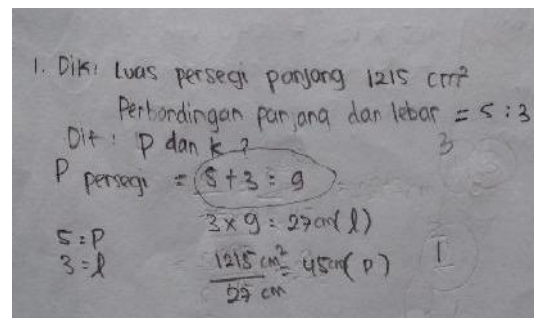 1. Dik: Luas persegi panjang 1215 cm²
Perbandingan panjang dan lebar = 5 : 3
Dit : P dan k ?
3
P persegi = 5 + 3 = 9
3 x 9 = 27 cm ( l )
5 = P
3 = l
1215 cm² / 27 cm = 45 cm ( p )
1